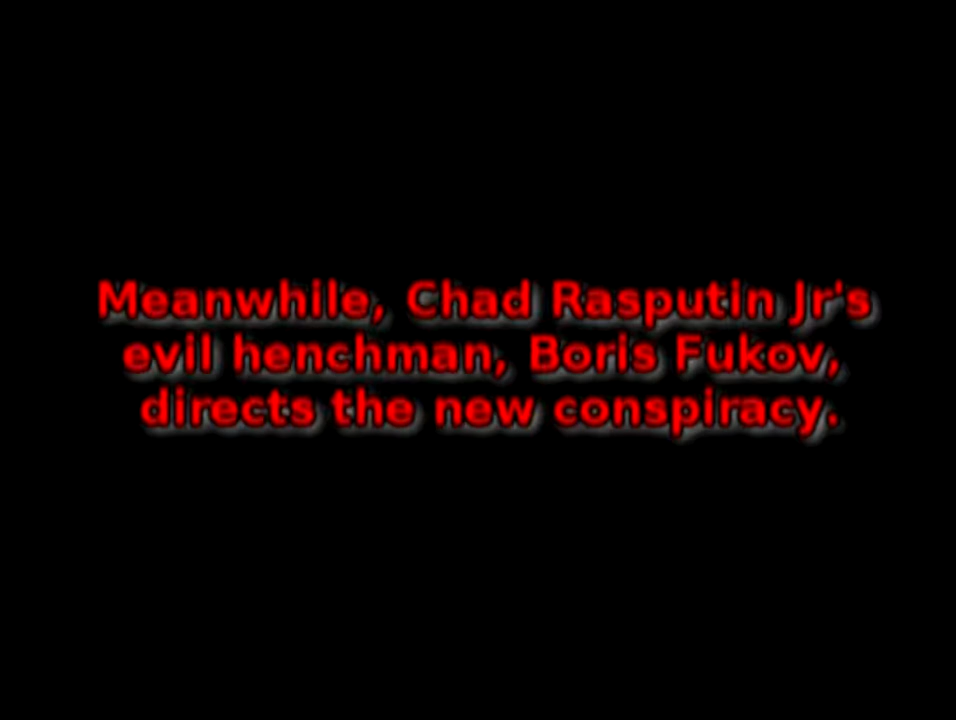 Meanwhile, Chad Rasputin Jr's
evil henchman, Boris Fukov,
directs the new conspiracy.